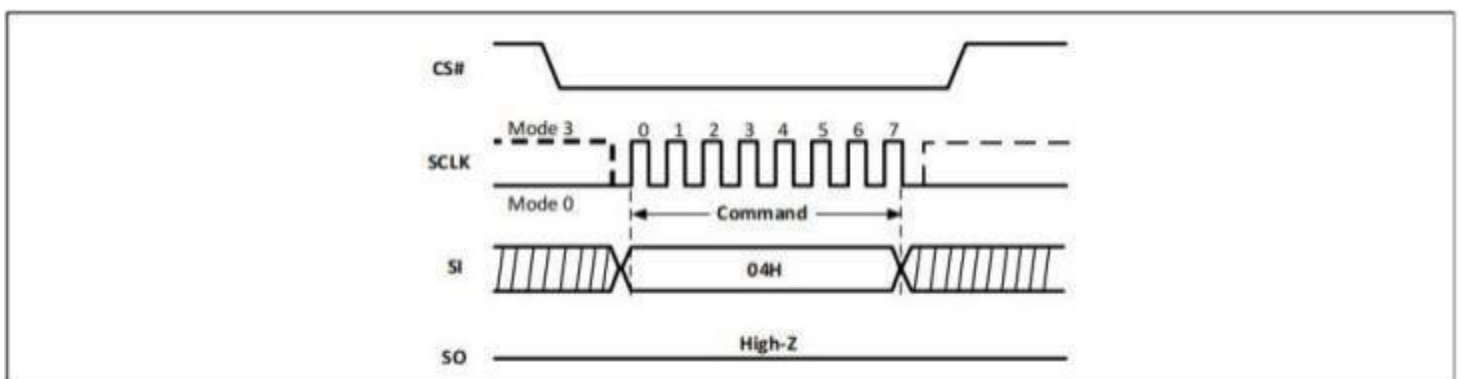 CS#
Mode 3 0 1 2 3 4 5 6 7
SCLK
Mode 0
Command
SI 04H
High-Z
SO